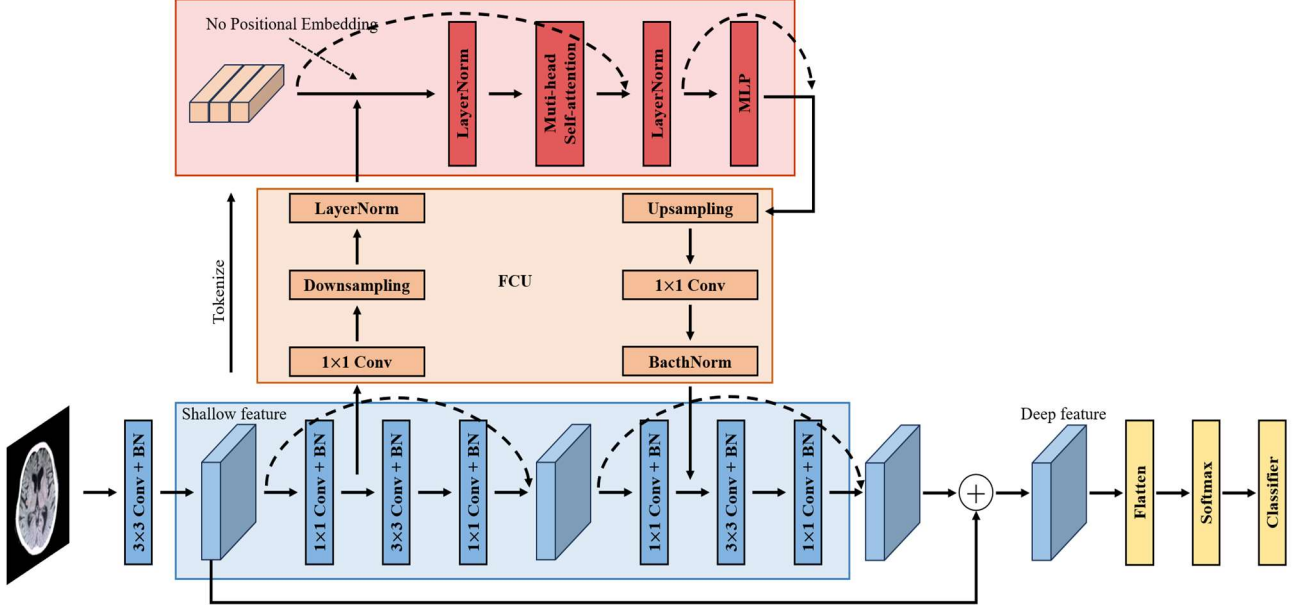 No Positional Embedding
LayerNorm
Muti-head
Self-attention
LayerNorm
MLP
Tokenize
LayerNorm
Downsampling
1×1 Conv
FCU
Upsampling
1×1 Conv
BacthNorm
3×3 Conv + BN
Shallow feature
1×1 Conv + BN
3×3 Conv + BN
1×1 Conv + BN
1×1 Conv + BN
3×3 Conv + BN
1×1 Conv + BN
+
Deep feature
Flatten
Softmax
Classifier